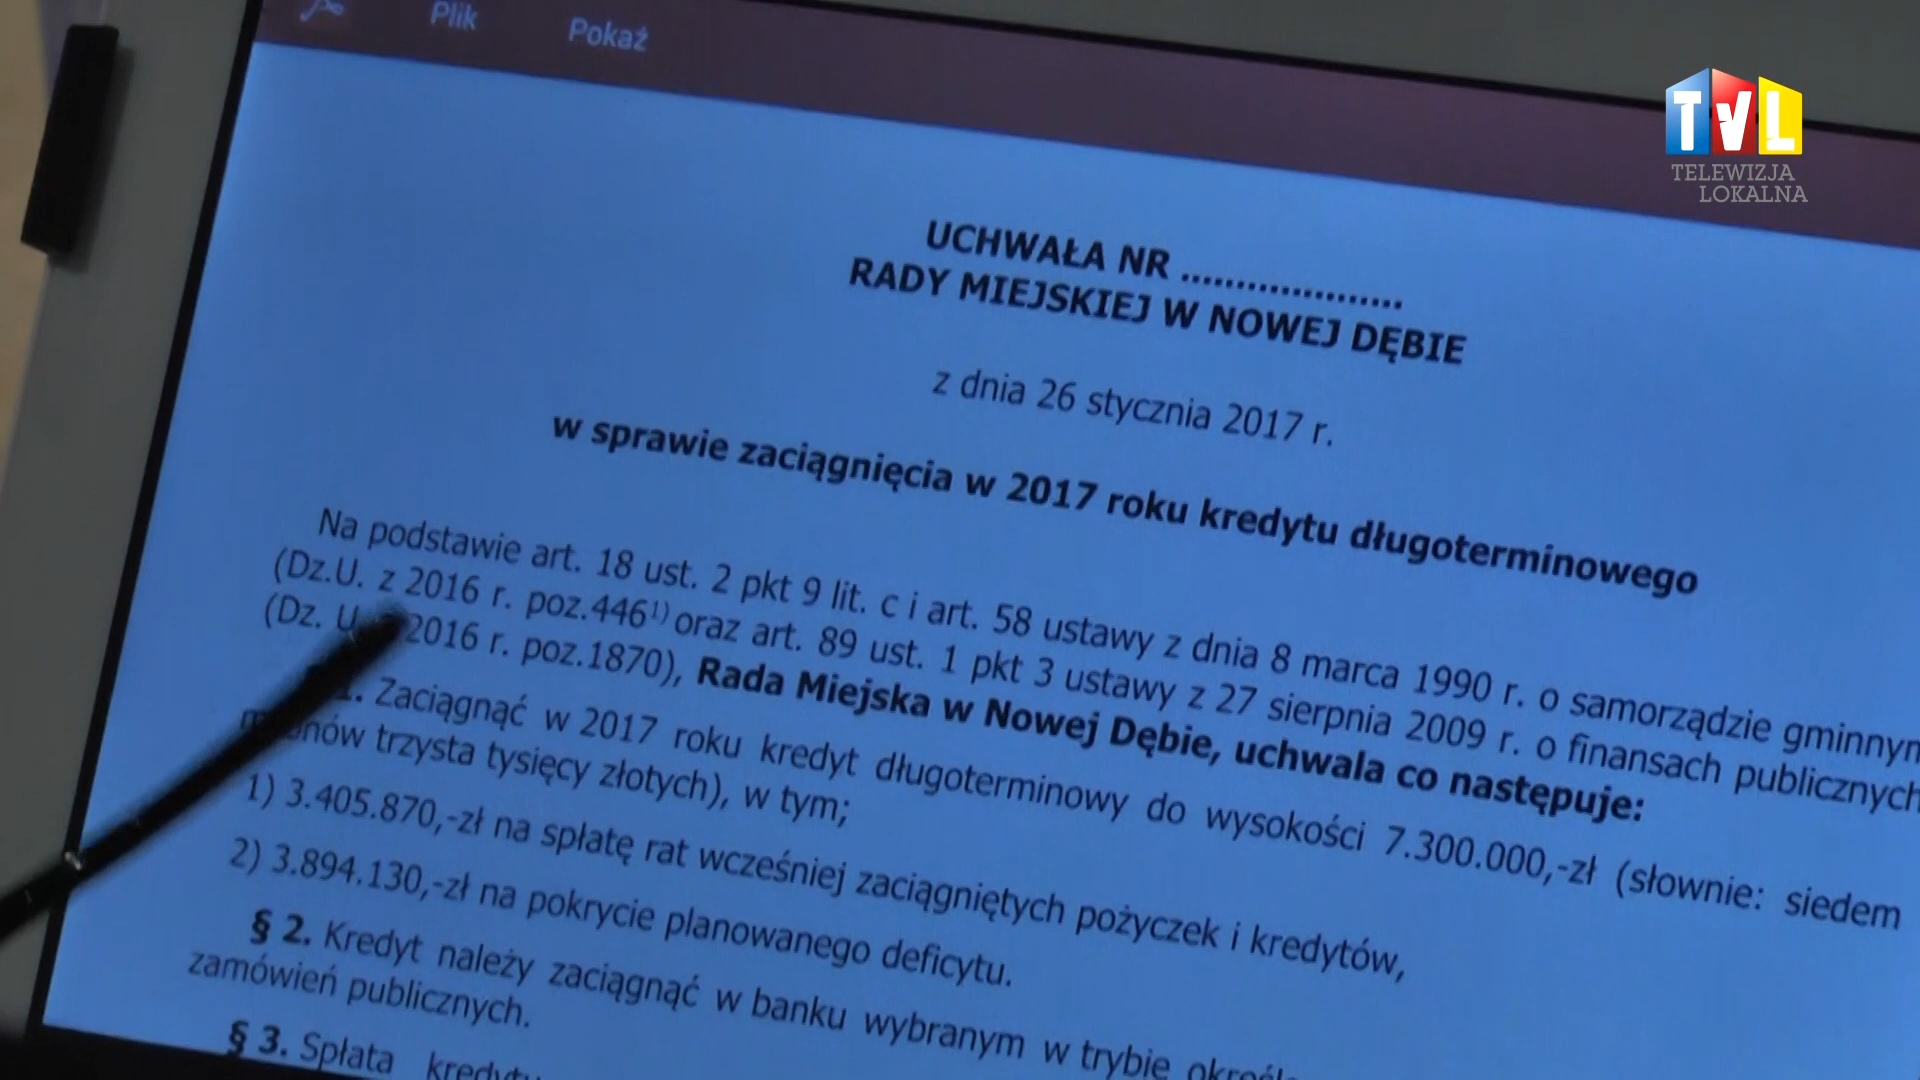 Plik Pokaż
TVL
TELEWIZJA
LOKALNA
UCHWAŁA NR ......................
RADY MIEJSKIEJ W NOWEJ DĘBIE
z dnia 26 stycznia 2017 r.
w sprawie zaciągnięcia w 2017 roku kredytu długoterminowego
Na podstawie art. 18 ust. 2 pkt 9 lit. c i art. 58 ustawy z dnia 8 marca 1990 r. o samorządzie
(Dz.U. z 2016 r. poz.446¹⁾ oraz art. 89 ust. 1 pkt 3 ustawy z 27 sierpnia 2009 r. o finansach publicznych
(Dz. U. 2016 r. poz.1870), Rada Miejska w Nowej Dębie, uchwala co następuje:
1. Zaciągnąć w 2017 roku kredyt długoterminowy do wysokości 7.300.000,-zł (słownie: siedem
trzysta tysięcy złotych), w tym;
1) 3.405.870,-zł na spłatę rat wcześniej zaciągniętych pożyczek i kredytów,
2) 3.894.130,-zł na pokrycie planowanego deficytu.
§ 2. Kredyt należy zaciągnąć w banku wybranym w trybie
zamówień publicznych.
§ 3. Spłata